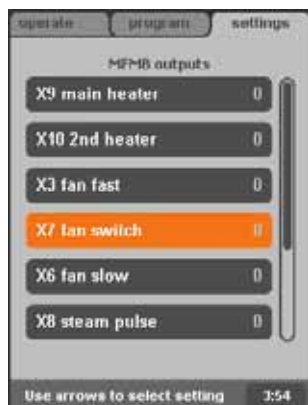 operate program settings
MFMB outputs
X9 main heater 0
X10 2nd heater 0
X3 fan fast 0
X7 fan switch 0
X6 fan slow 0
X8 steam pulse 0
Use arrows to select setting 3:54